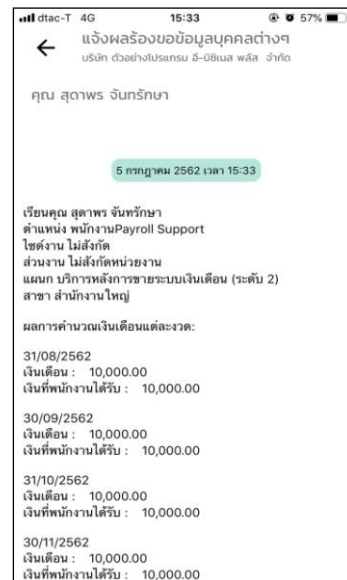 dtac-T 4G 15:33 57%
แจ้งผลร้องขอข้อมูลบุคคลต่างๆ
บริษัท ตัวอย่างโปรแกรม อี-บิซิเนส พลัส จำกัด
คุณ สุดาพร จันทรักษา
5 กรกฎาคม 2562 เวลา 15:33
เรียนคุณ สุดาพร จันทรักษา
ตำแหน่ง พนักงานPayroll Support
ไซต์งาน ไม่สังกัด
ส่วนงาน ไม่สังกัดหน่วยงาน
แผนก บริการหลังการขายระบบเงินเดือน (ระดับ 2)
สาขา สำนักงานใหญ่
ผลการคำนวณเงินเดือนแต่ละงวด:
31/08/2562
เงินเดือน : 10,000.00
เงินที่พนักงานได้รับ : 10,000.00
30/09/2562
เงินเดือน : 10,000.00
เงินที่พนักงานได้รับ : 10,000.00
31/10/2562
เงินเดือน : 10,000.00
เงินที่พนักงานได้รับ : 10,000.00
30/11/2562
เงินเดือน : 10,000.00
เงินที่พนักงานได้รับ : 10,000.00